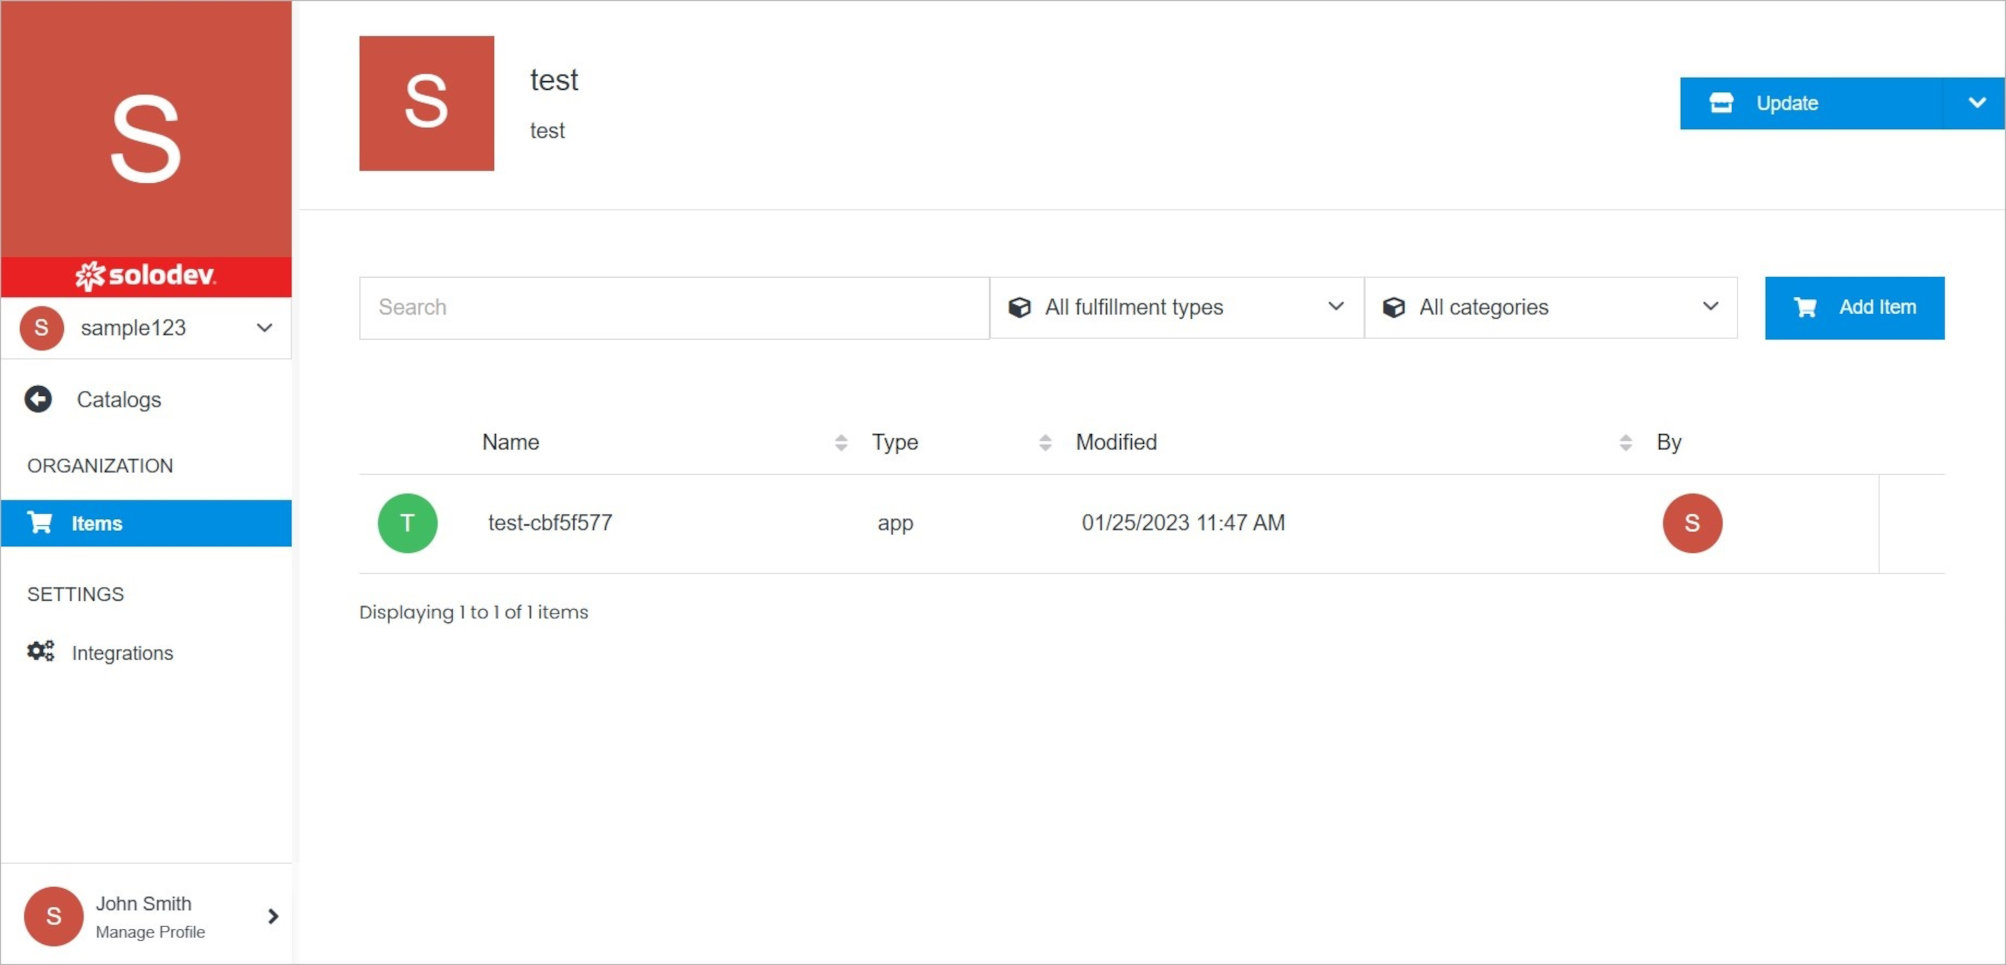 S
solodev
S sample123
Catalogs
ORGANIZATION
Items
SETTINGS
Integrations
S John Smith
Manage Profile
S
test
test
Update
Search All fulfillment types All categories Add Item
Name Type Modified By
T test-cbf5f577 app 01/25/2023 11:47 AM S
Displaying 1 to 1 of 1 items